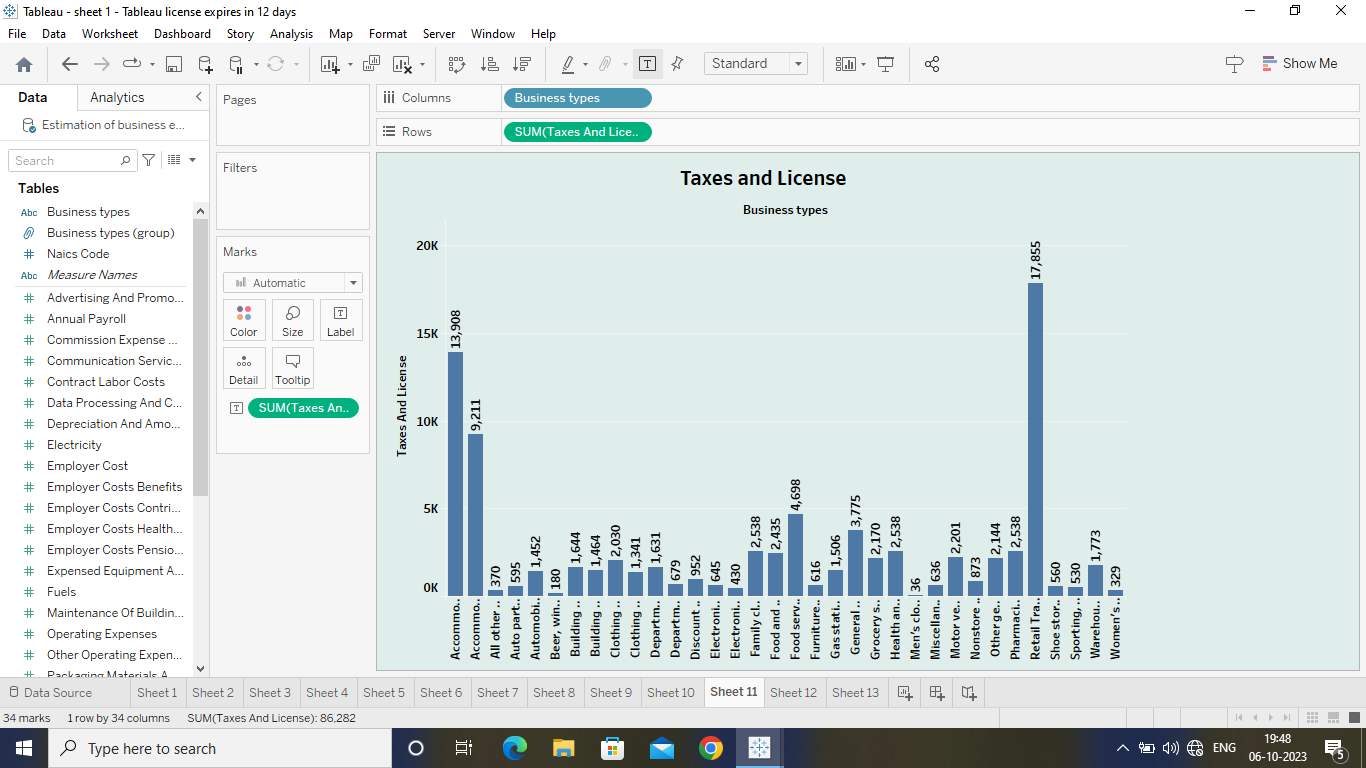 Tableau - sheet 1 - Tableau license expires in 12 days
File Data Worksheet Dashboard Story Analysis Map Format Server Window Help
Standard
Show Me
Data Analytics
Estimation of business e...
Search
Tables
Abc Business types
Business types (group)
# Naics Code
Abc Measure Names
# Advertising And Promo...
# Annual Payroll
# Commission Expense ...
# Communication Servic...
# Contract Labor Costs
# Data Processing And C...
# Depreciation And Amo...
# Electricity
# Employer Cost
# Employer Costs Benefits
# Employer Costs Contri...
# Employer Costs Health...
# Employer Costs Pensio...
# Expensed Equipment A...
# Fuels
# Maintenance Of Buildin...
# Operating Expenses
# Other Operating Expen...
Packaging Materials A...
Pages
Filters
Marks
Automatic
Color Size T Label
Detail Tooltip
T SUM(Taxes An..
Columns Business types
Rows SUM(Taxes And Lice..
Taxes and License
Business types
Taxes And License
20K
15K
10K
5K
0K
13,908
9,211
370
595
1,452
180
1,644
1,464
2,030
1,341
1,631
679
952
645
430
2,538
2,435
4,698
616
1,506
3,775
2,170
2,538
36
636
2,201
873
2,144
2,538
17,855
560
530
1,773
329
Accommo..
Accommo..
All other ..
Auto part..
Automobi..
Beer, win..
Building ..
Building ..
Clothing ..
Clothing ..
Departm..
Departm..
Discount ..
Electroni..
Electroni..
Family cl..
Food and ..
Food serv..
Furniture..
Gas stati..
General ..
Grocery s..
Health an..
Men's clo..
Miscellan..
Motor ve..
Nonstore ..
Other ge..
Pharmaci..
Retail Tra..
Shoe stor..
Sporting, ..
Warehou..
Women's ..
Data Source Sheet 1 Sheet 2 Sheet 3 Sheet 4 Sheet 5 Sheet 6 Sheet 7 Sheet 8 Sheet 9 Sheet 10 Sheet 11 Sheet 12 Sheet 13
34 marks 1 row by 34 columns SUM(Taxes And License): 86,282
Type here to search
ENG
19:48
06-10-2023
5